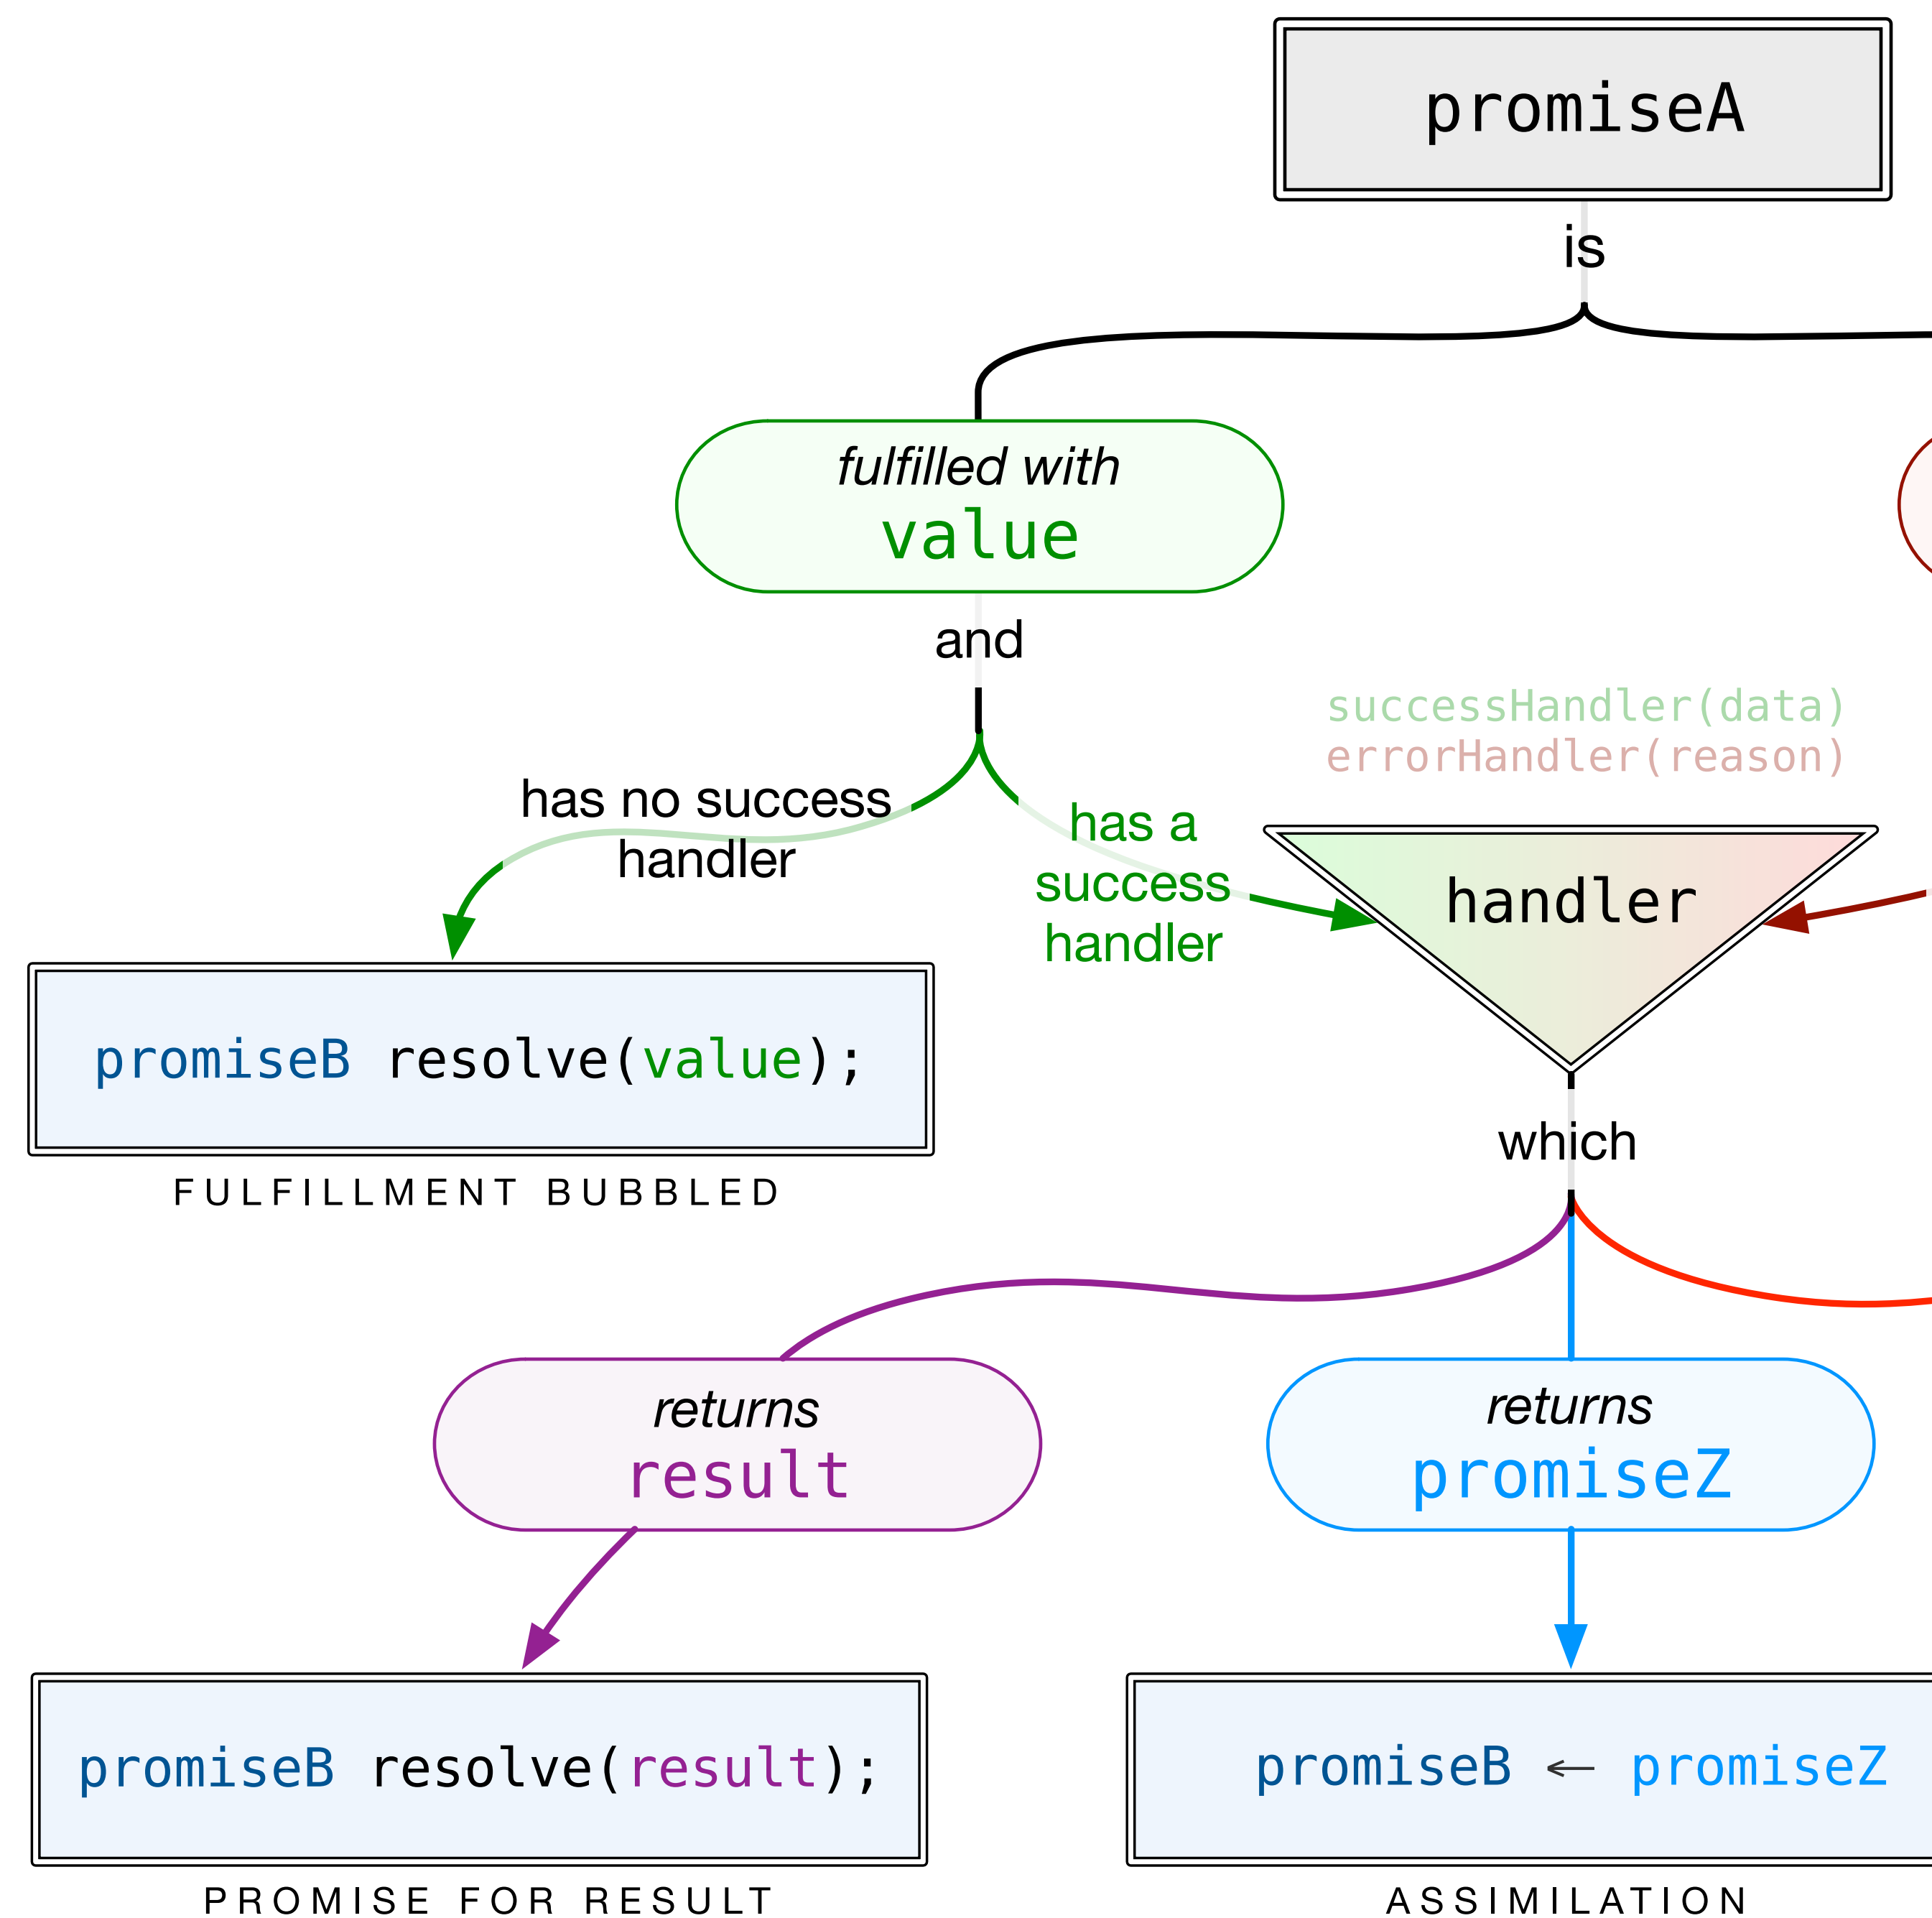 promiseA
is
fulfilled with
value
and
successHandler(data)
errorHandler(reason)
has no success
handler
has a
success
handler
handler
promiseB resolve(value);
FULFILLMENT BUBBLED
which
returns
result
returns
promiseZ
promiseB resolve(result);
promiseB ← promiseZ
PROMISE FOR RESULT
ASSIMILATION